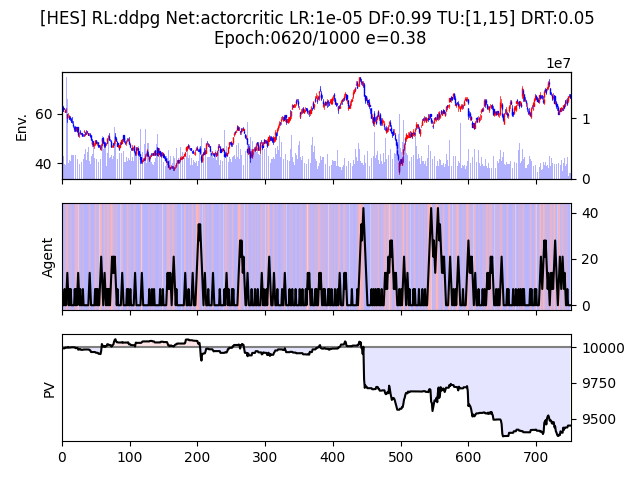 [HES] RL:ddpg Net:actorcritic LR:1e-05 DF:0.99 TU:[1,15] DRT:0.05
Epoch:0620/1000 e=0.38
1e7
Env.
60
40
1
0
Agent
40
20
0
PV
10000
9750
9500
0 100 200 300 400 500 600 700